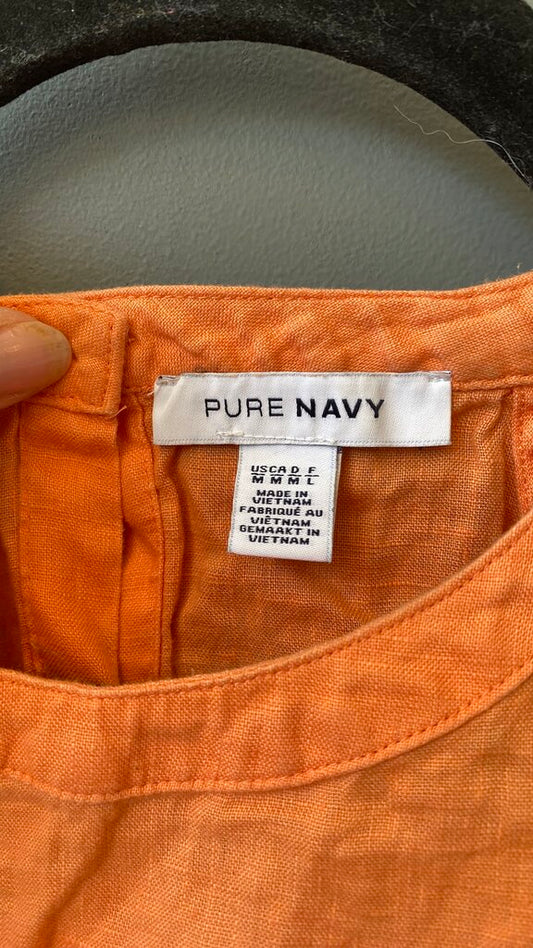 PURE NAVY
US CA D F
M M M L
MADE IN
VIETNAM
FABRIQUÉ AU
VIÊTNAM
GEMAAKT IN
VIETNAM